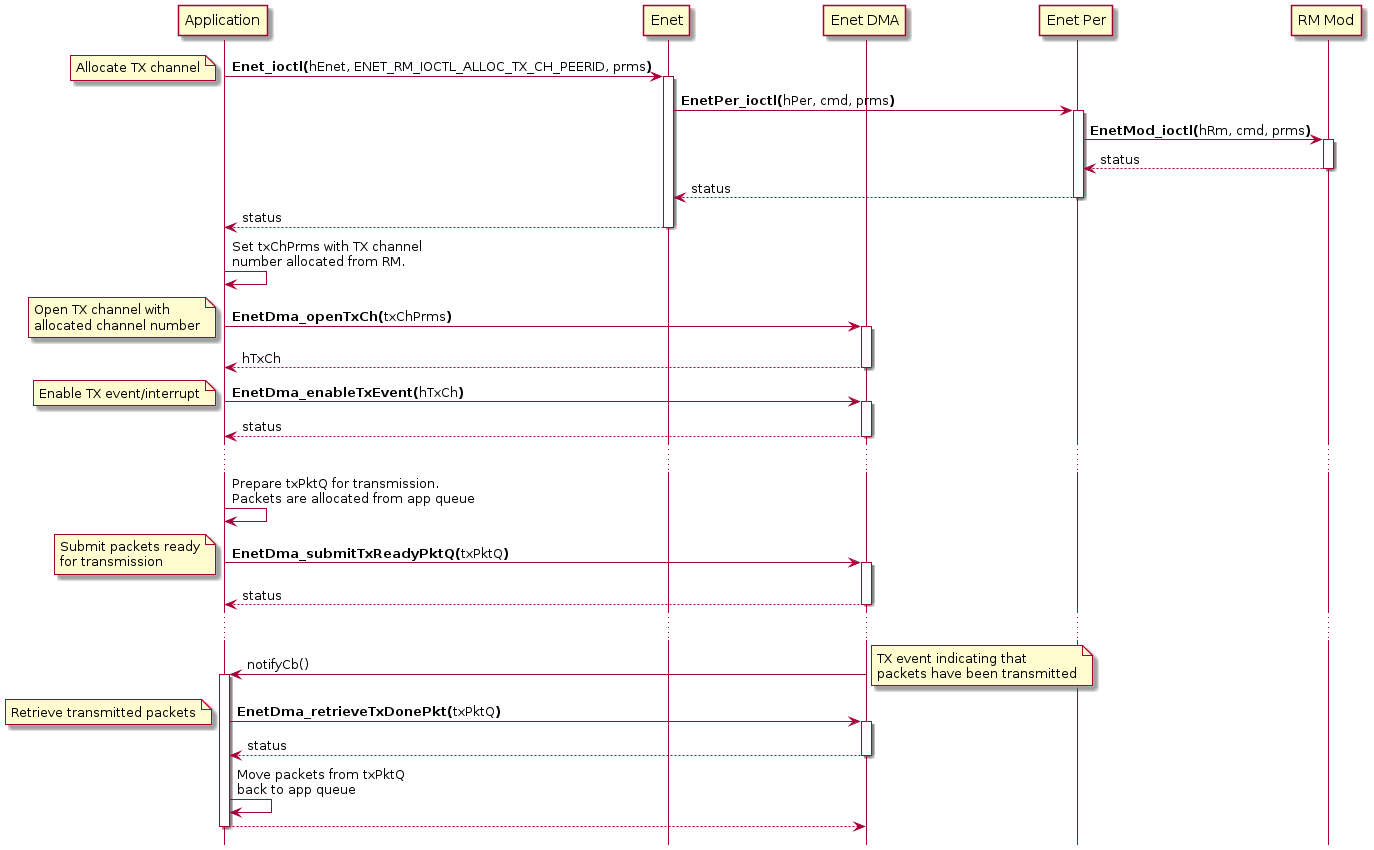 Application
Enet
Enet DMA
Enet Per
RM Mod
Allocate TX channel
Enet_ioctl(hEnet, ENET_RM_IOCTL_ALLOC_TX_CH_PEERID, prms)
EnetPer_ioctl(hPer, cmd, prms)
EnetMod_ioctl(hRm, cmd, prms)
status
status
status
Set txChPrms with TX channel
number allocated from RM.
Open TX channel with
allocated channel number
EnetDma_openTxCh(txChPrms)
hTxCh
Enable TX event/interrupt
EnetDma_enableTxEvent(hTxCh)
status
Prepare txPktQ for transmission.
Packets are allocated from app queue
Submit packets ready
for transmission
EnetDma_submitTxReadyPktQ(txPktQ)
status
notifyCb()
TX event indicating that
packets have been transmitted
Retrieve transmitted packets
EnetDma_retrieveTxDonePkt(txPktQ)
status
Move packets from txPktQ
back to app queue